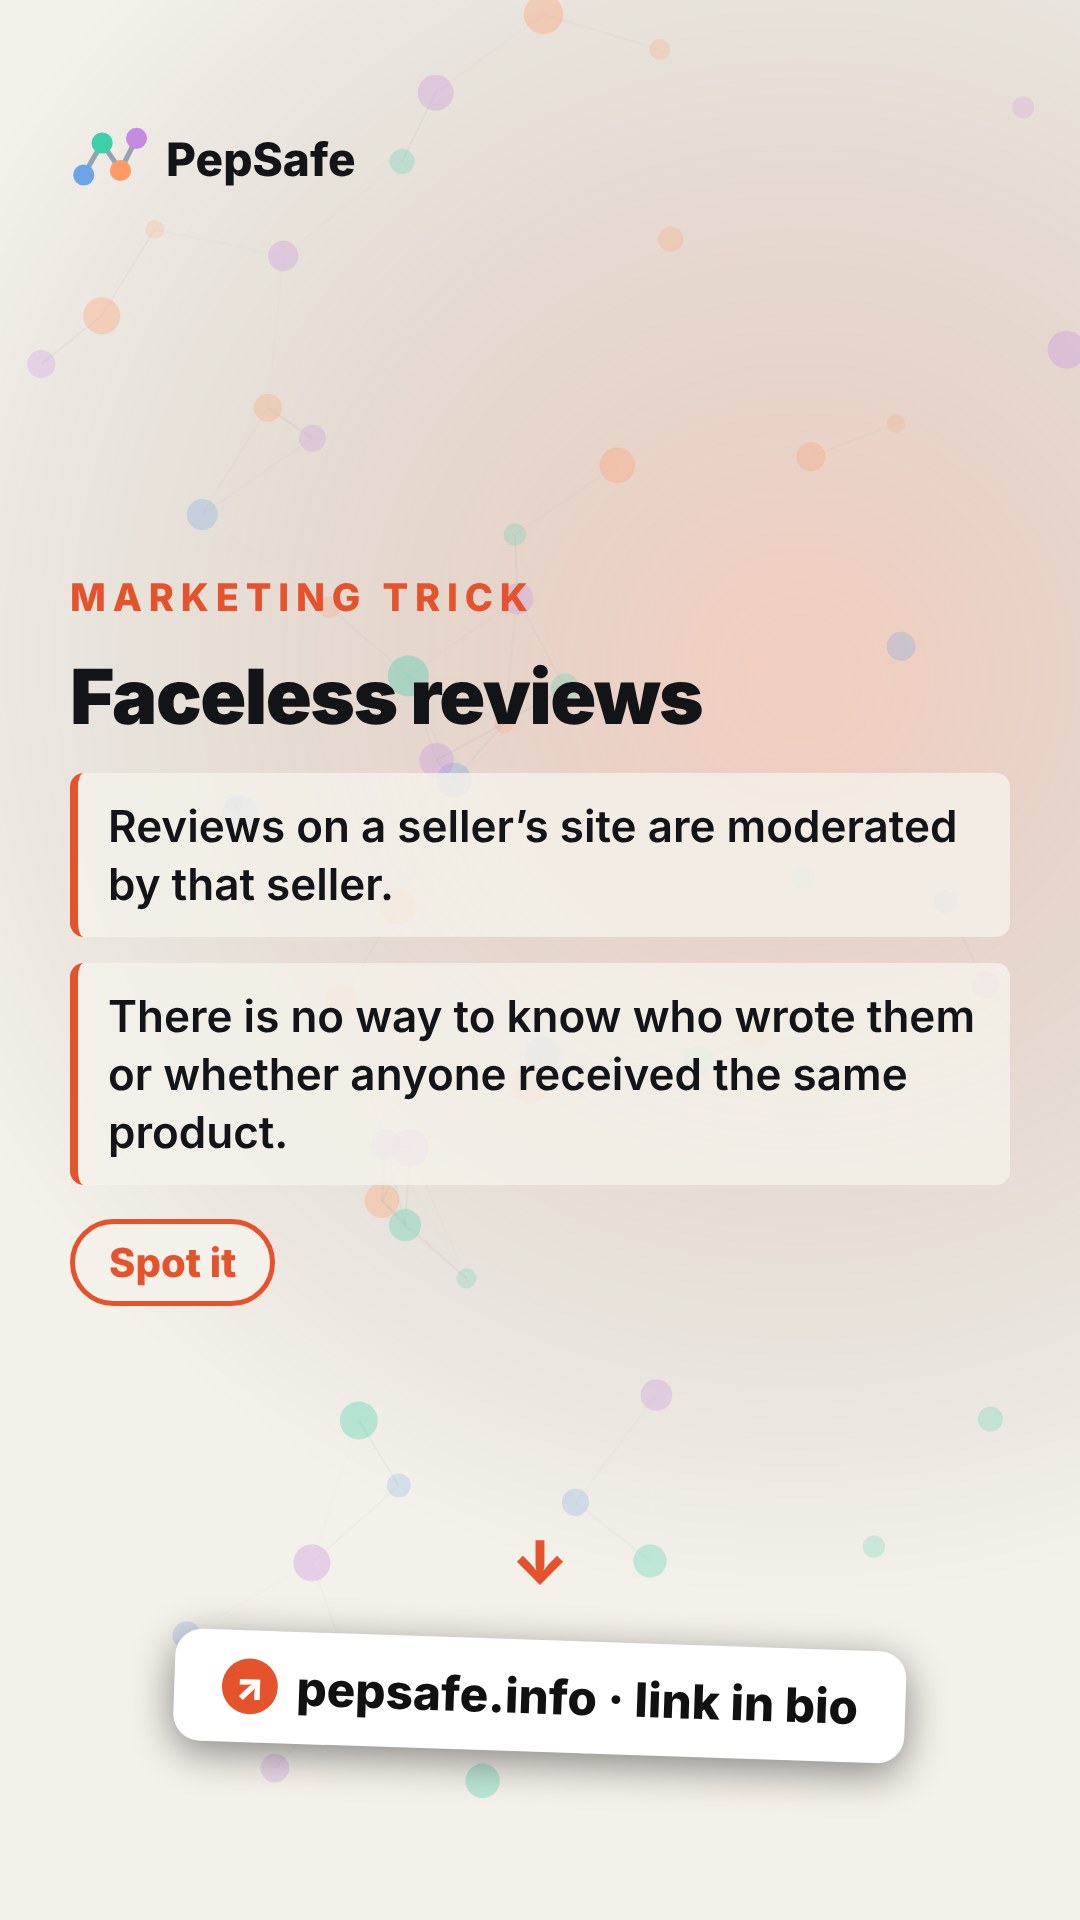 PepSafe
MARKETING TRICK
Faceless reviews
Reviews on a seller’s site are moderated
by that seller.
There is no way to know who wrote them
or whether anyone received the same
product.
Spot it
pepsafe.info · link in bio